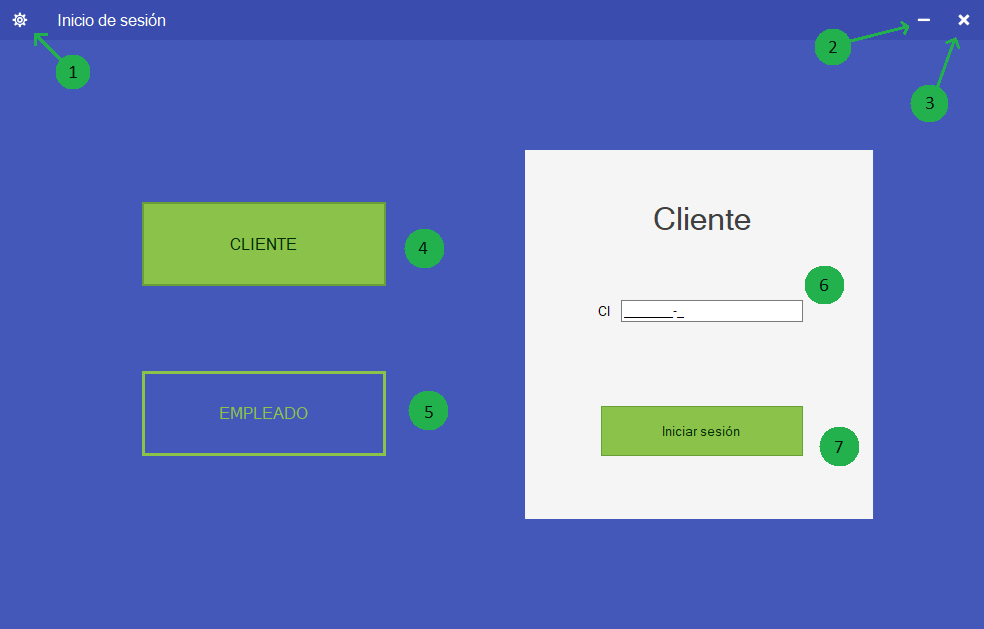 Inicio de sesión
1
2
3
CLIENTE
4
EMPLEADO
5
Cliente
6
CI _______-_
Iniciar sesión
7